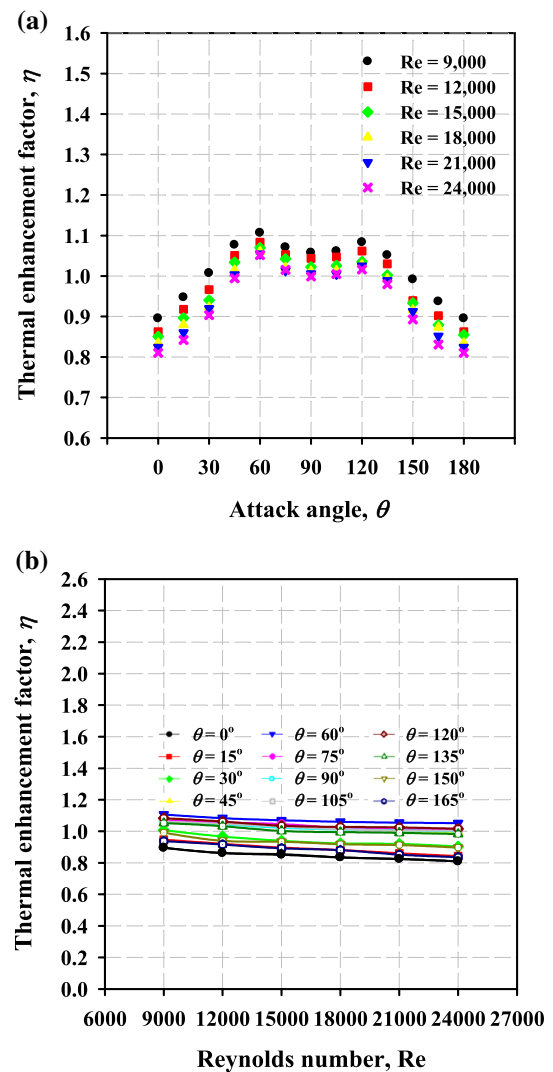 (a)
Thermal enhancement factor, η
1.6
1.5
1.4
1.3
1.2
1.1
1.0
0.9
0.8
0.7
0.6
Re = 9,000
Re = 12,000
Re = 15,000
Re = 18,000
Re = 21,000
Re = 24,000
0 30 60 90 120 150 180
Attack angle, θ
(b)
Thermal enhancement factor, η
2.6
2.4
2.2
2.0
1.8
1.6
1.4
1.2
1.0
0.8
0.6
0.4
0.2
0.0
θ = 0° θ = 60° θ = 120°
θ = 15° θ = 75° θ = 135°
θ = 30° θ = 90° θ = 150°
θ = 45° θ = 105° θ = 165°
6000 9000 12000 15000 18000 21000 24000 27000
Reynolds number, Re